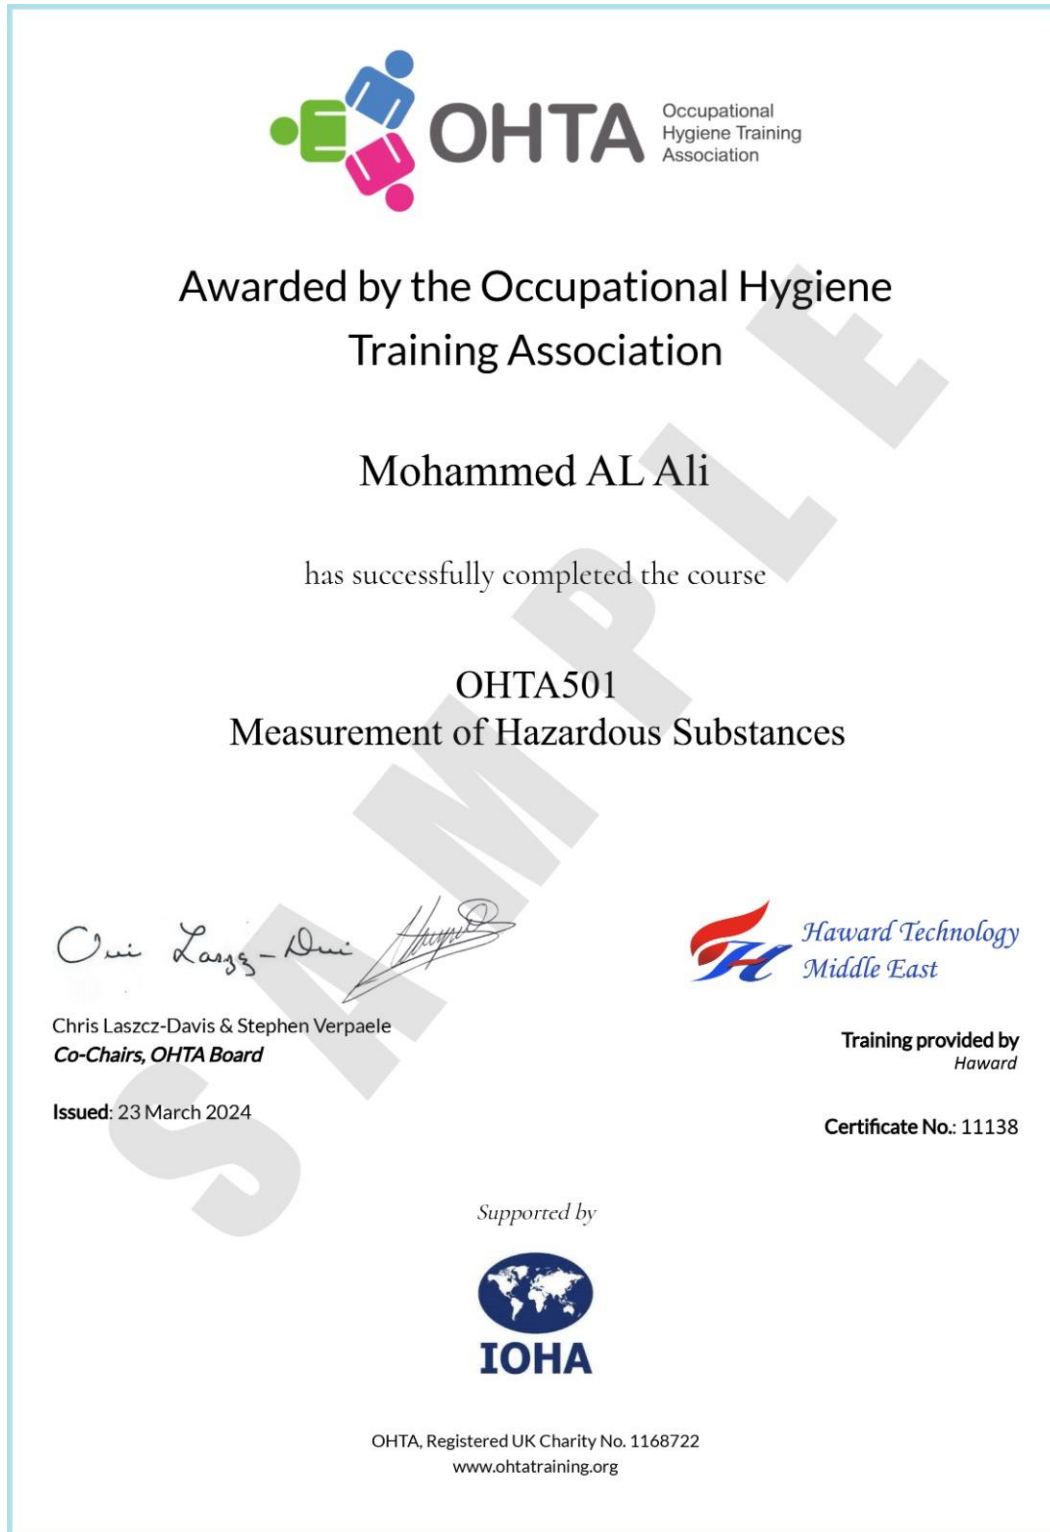 OHTA
Occupational
Hygiene Training
Association
Awarded by the Occupational Hygiene
Training Association
Mohammed AL Ali
has successfully completed the course
OHTA501
Measurement of Hazardous Substances
SAMPLE
Haward Technology
Middle East
Chris Laszcz-Davis & Stephen Verpaele
Co-Chairs, OHTA Board
Training provided by
Haward
Issued: 23 March 2024
Certificate No.: 11138
Supported by
IOHA
OHTA, Registered UK Charity No. 1168722
www.ohtatraining.org